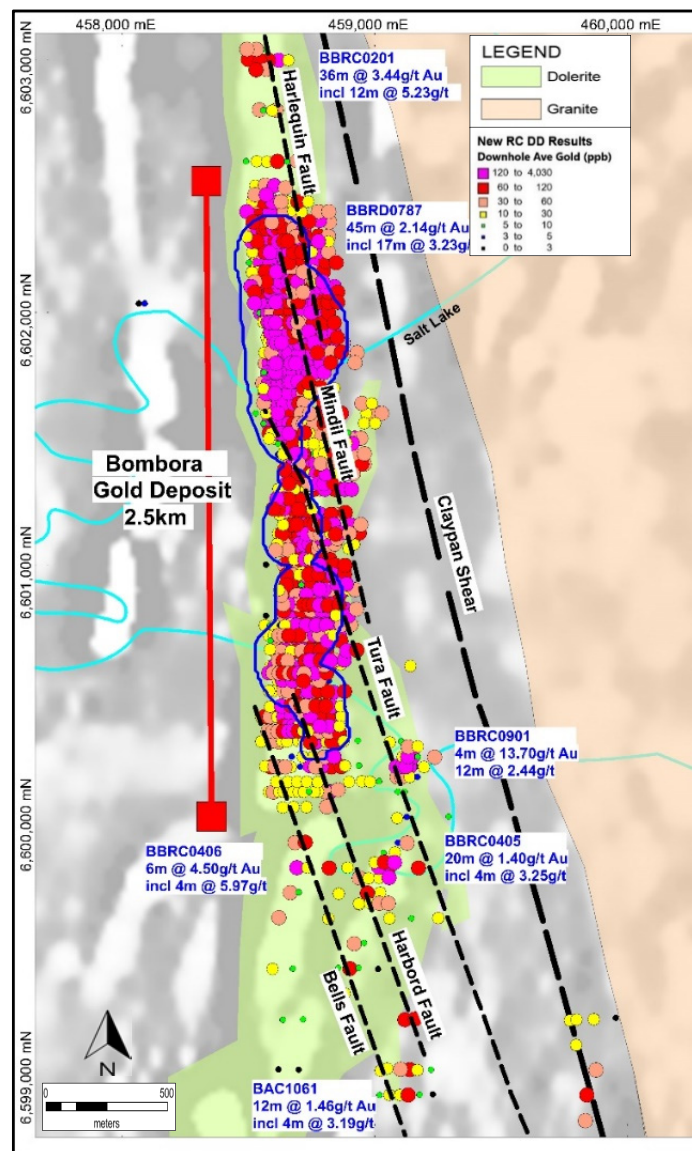 458,000 mE
459,000 mE
460,000 mE
6,603,000 mN
6,602,000 mN
6,601,000 mN
6,600,000 mN
6,599,000 mN
LEGEND
Dolerite
Granite
New RC DD Results
Downhole Ave Gold (ppb)
120 to 4,030
60 to 120
30 to 60
10 to 30
5 to 10
3 to 5
0 to 3
BBRC0201
36m @ 3.44g/t Au
incl 12m @ 5.23g/t
Harlequin Fault
BBRD0787
45m @ 2.14g/t Au
incl 17m @ 3.23g/t
Salt Lake
Mindil Fault
Bombora
Gold Deposit
2.5km
Claypan Shear
Tura Fault
BBRC0901
4m @ 13.70g/t Au
12m @ 2.44g/t
BBRC0406
6m @ 4.50g/t Au
incl 4m @ 5.97g/t
BBRC0405
20m @ 1.40g/t Au
incl 4m @ 3.25g/t
Bells Fault
Harbord Fault
N
BAC1061
12m @ 1.46g/t Au
incl 4m @ 3.19g/t
0
500
meters